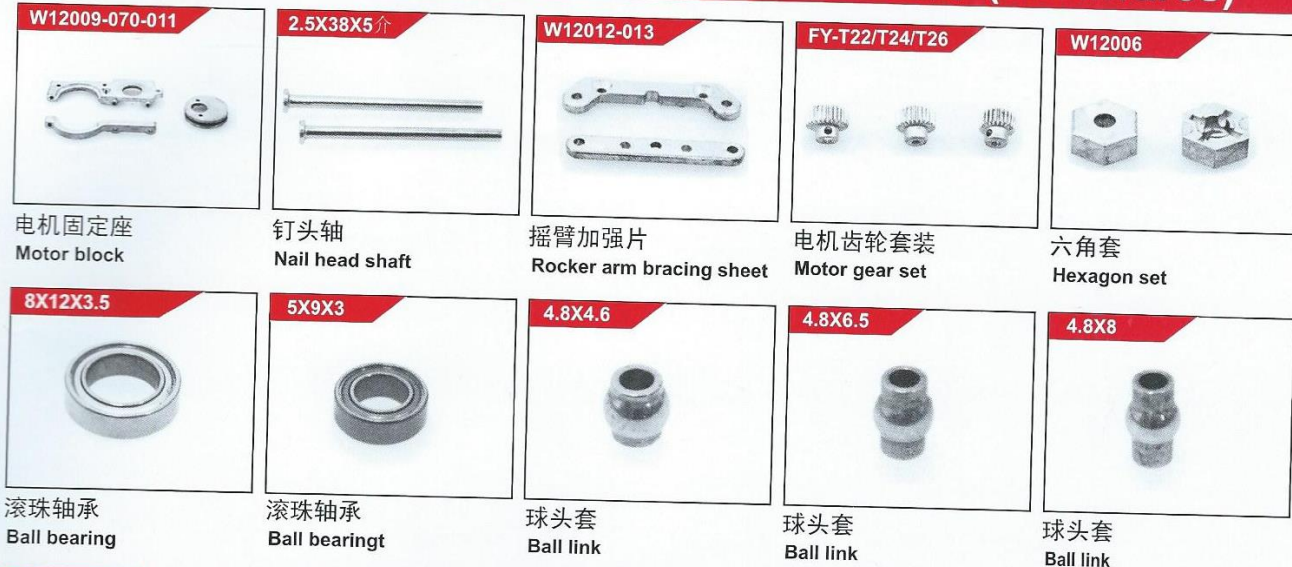 W12009-070-011
2.5X38X5介
W12012-013
FY-T22/T24/T26
W12006
电机固定座
Motor block
钉头轴
Nail head shaft
摇臂加强片
Rocker arm bracing sheet
电机齿轮套装
Motor gear set
六角套
Hexagon set
8X12X3.5
5X9X3
4.8X4.6
4.8X6.5
4.8X8
滚珠轴承
Ball bearing
滚珠轴承
Ball bearingt
球头套
Ball link
球头套
Ball link
球头套
Ball link